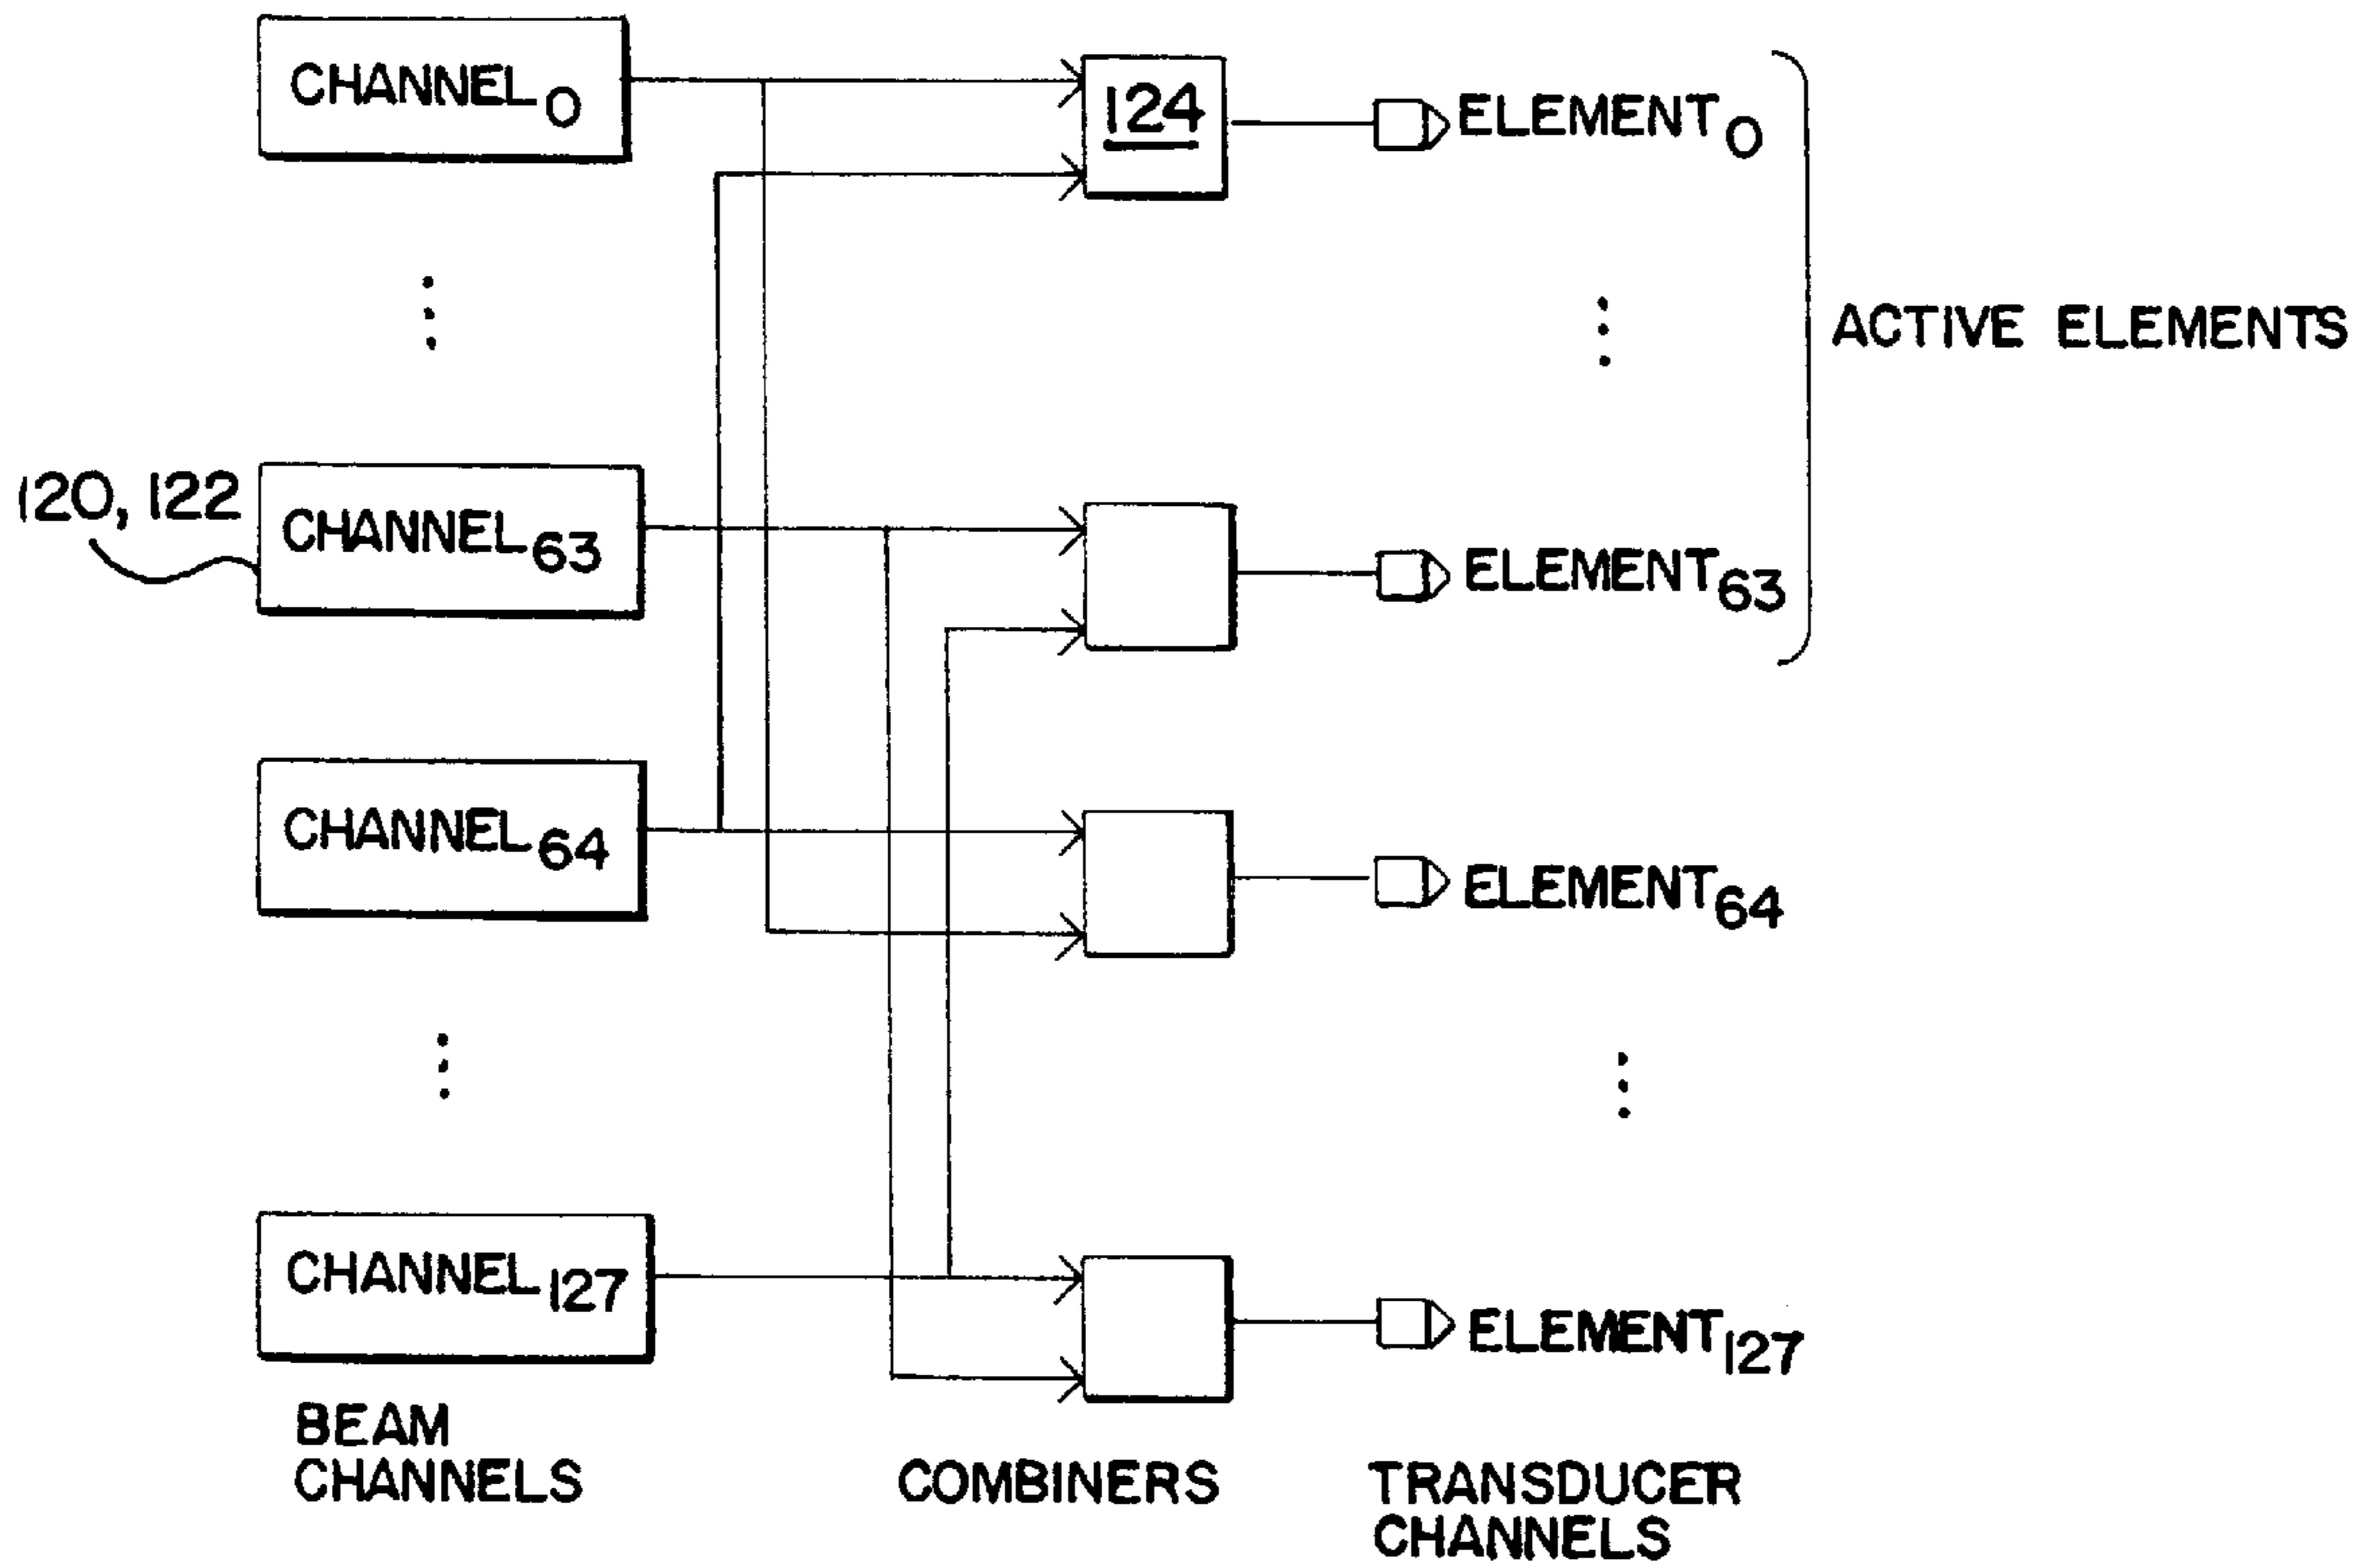 CHANNEL0
124
ELEMENT0
ACTIVE ELEMENTS
120, 122
CHANNEL63
ELEMENT63
CHANNEL64
ELEMENT64
CHANNEL127
ELEMENT127
BEAM
CHANNELS
COMBINERS
TRANSDUCER
CHANNELS